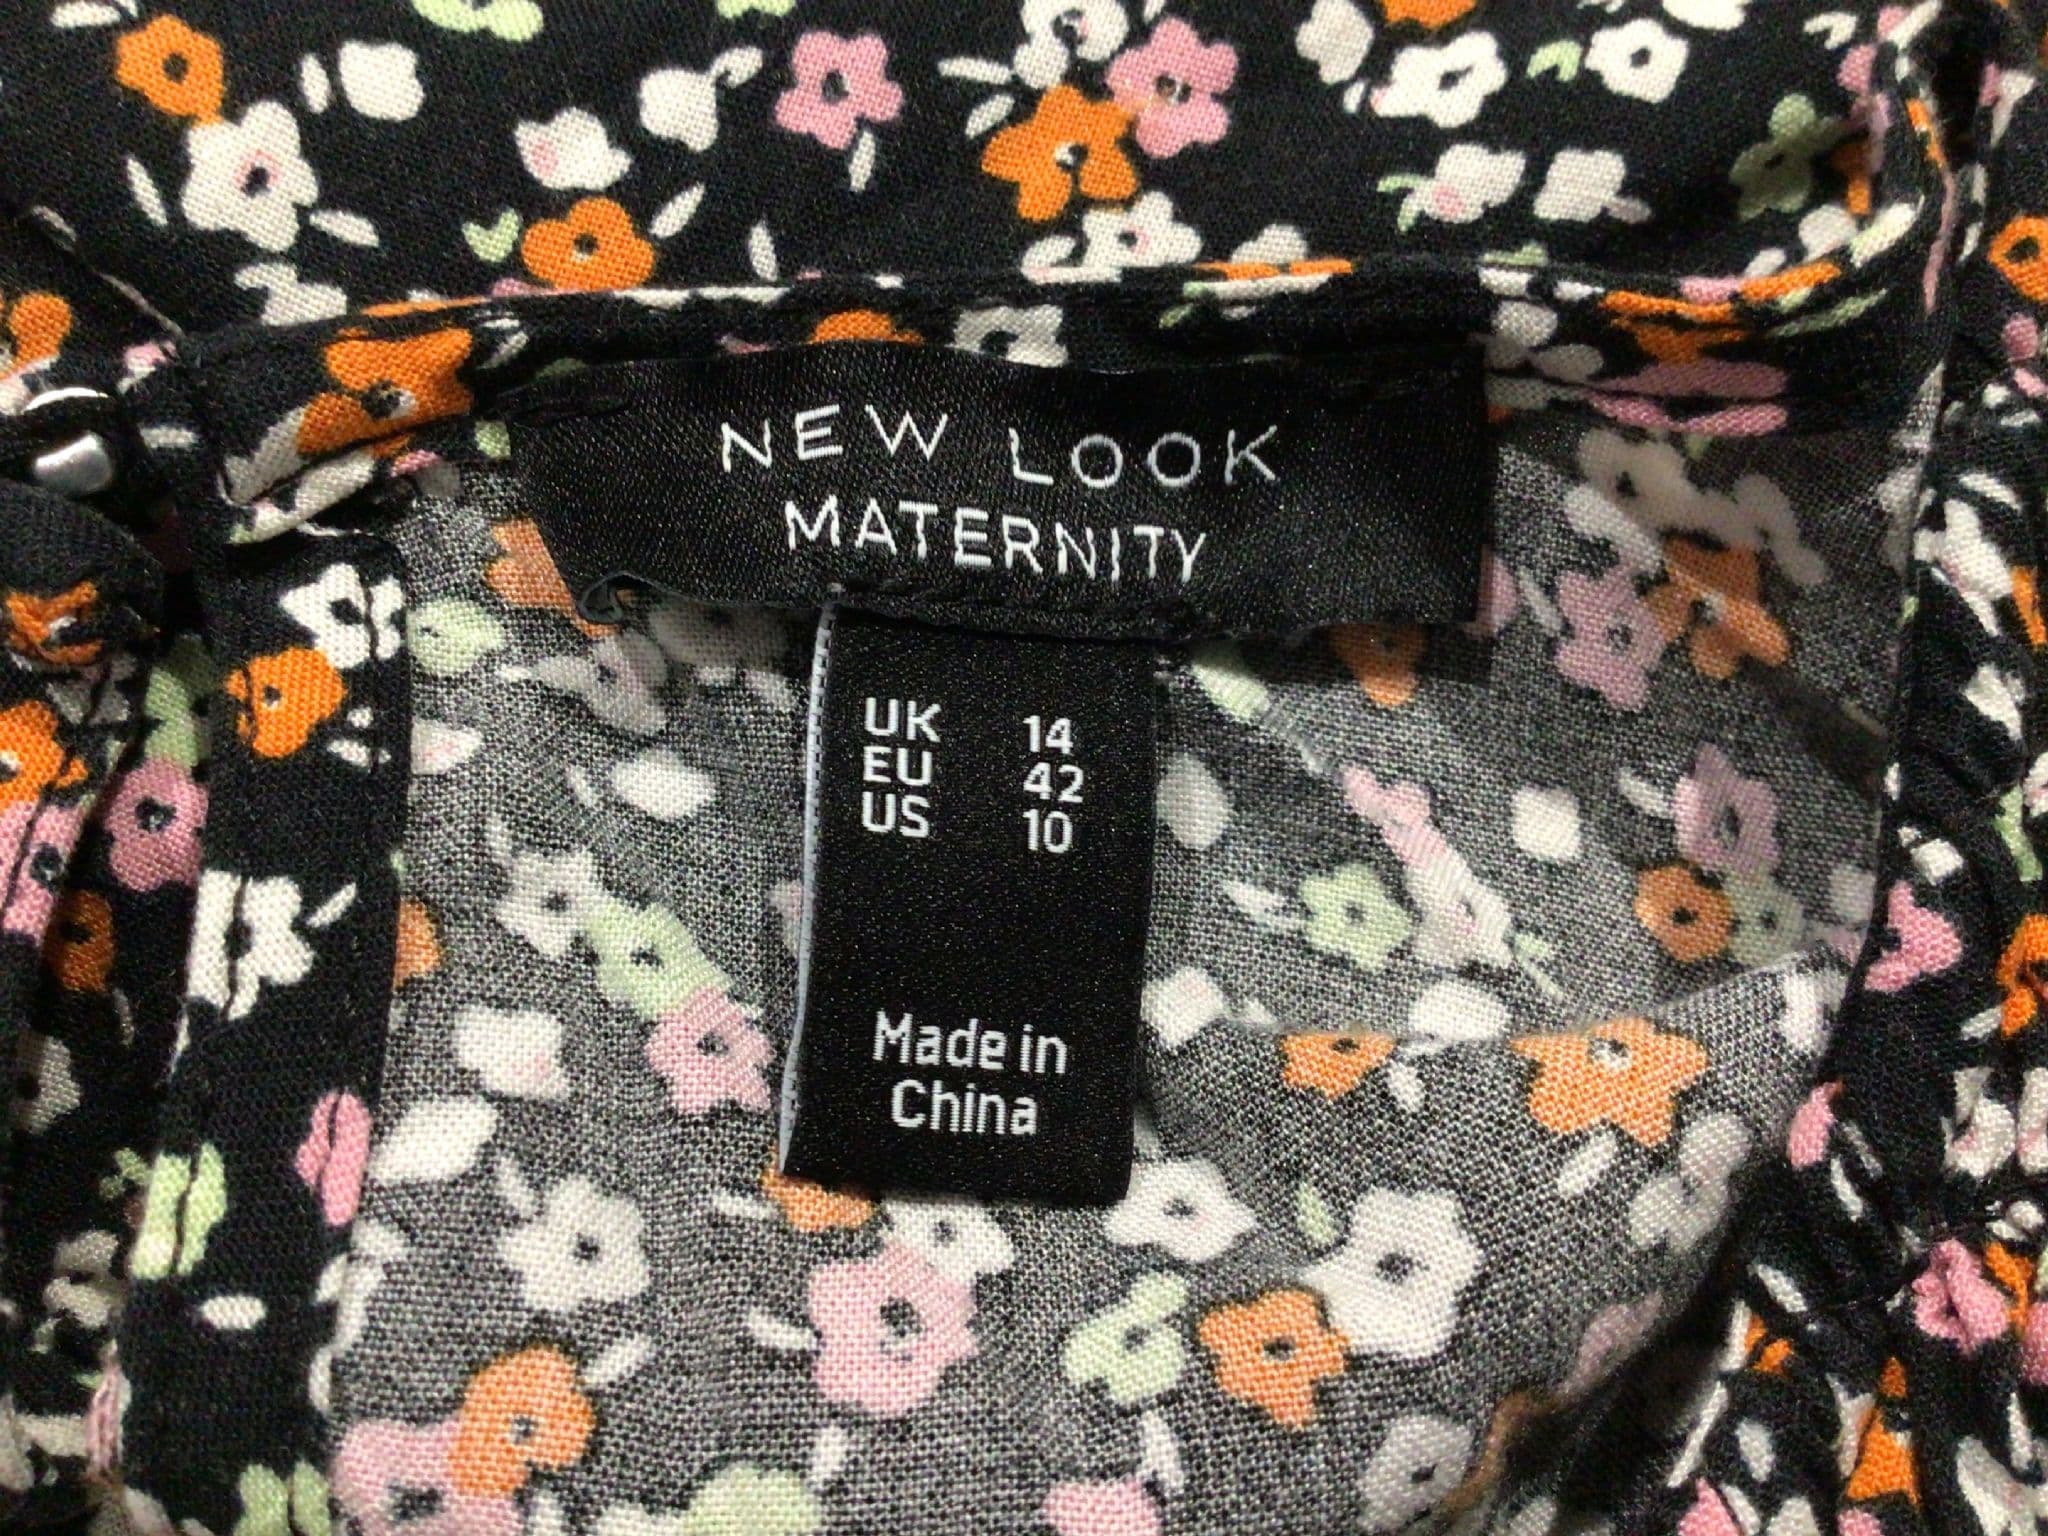 NEW LOOK
MATERNITY
UK 14
EU 42
US 10
Made in
China